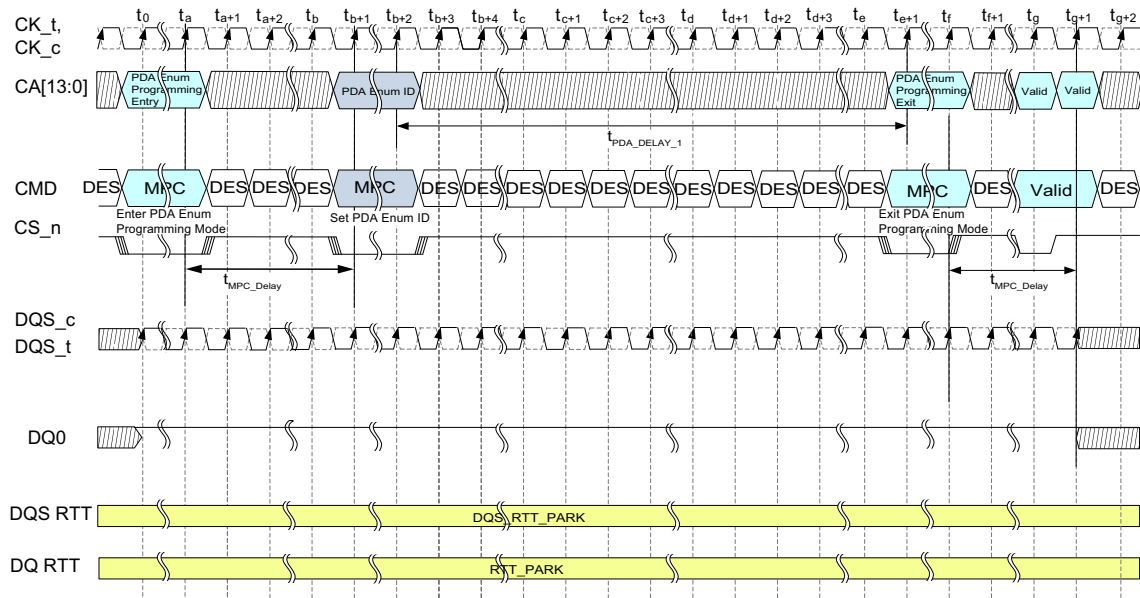 t0 ta ta+1 ta+2 tb tb+1 tb+2 tb+3 tb+4 tc tc+1 tc+2 tc+3 td td+1 td+2 td+3 te te+1 tf tf+1 tg tg+1 tg+2
CK_t,
CK_c
CA[13:0]
PDA Enum
Programming
Entry
PDA Enum ID
PDA Enum
Programming
Exit
Valid Valid
tPDA_DELAY_1
CMD DES MPC DES DES DES MPC DES DES DES DES DES DES DES DES DES DES DES MPC DES Valid DES
Enter PDA Enum
Programming Mode
Set PDA Enum ID
Exit PDA Enum
Programming Mode
CS_n
tMPC_Delay tMPC_Delay
DQS_c
DQS_t
DQ0
DQS RTT DQS_RTT_PARK
DQ RTT RTT_PARK